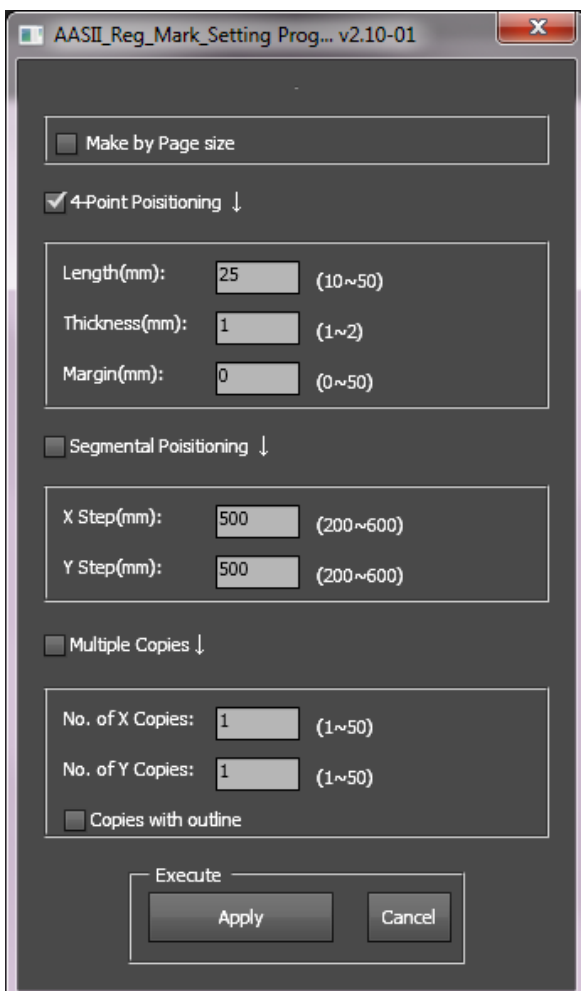 AASII_Reg_Mark_Setting Prog... v2.10-01
Make by Page size
4-Point Poisitioning ↓
Length(mm): 25 (10~50)
Thickness(mm): 1 (1~2)
Margin(mm): 0 (0~50)
Segmental Poisitioning ↓
X Step(mm): 500 (200~600)
Y Step(mm): 500 (200~600)
Multiple Copies ↓
No. of X Copies: 1 (1~50)
No. of Y Copies: 1 (1~50)
Copies with outline
Execute
Apply Cancel